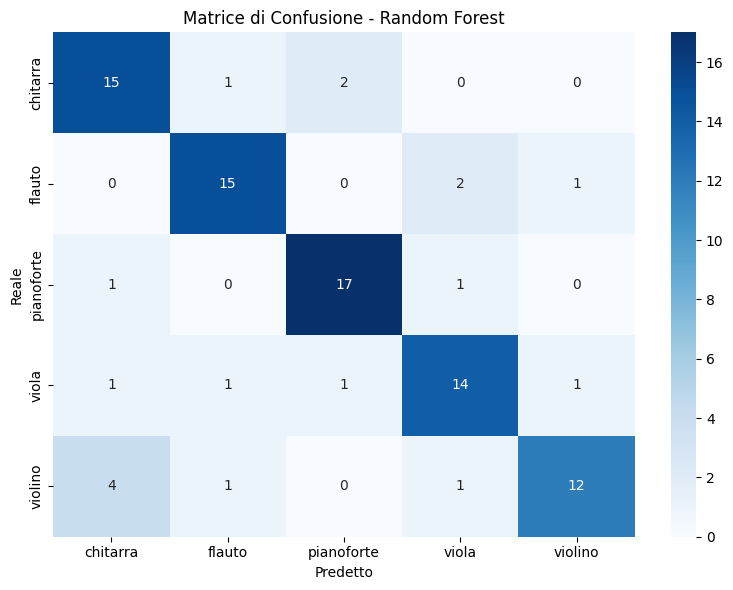 Matrice di Confusione - Random Forest
Reale
chitarra 15 1 2 0 0
flauto 0 15 0 2 1
pianoforte 1 0 17 1 0
viola 1 1 1 14 1
violino 4 1 0 1 12
chitarra flauto pianoforte viola violino
Predetto
16
14
12
10
8
6
4
2
0